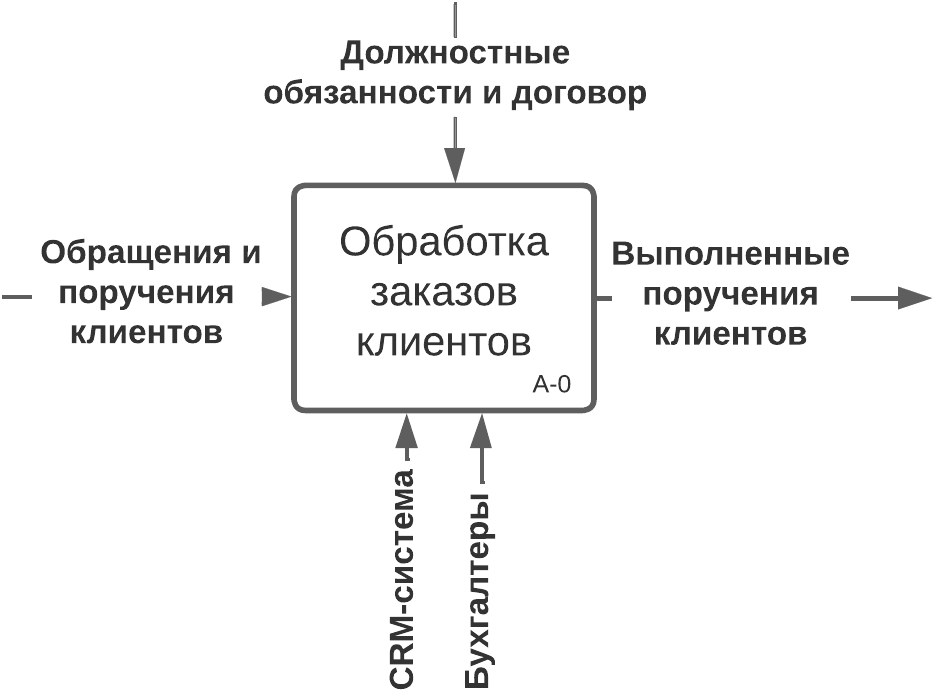 Должностные
обязанности и договор
Обращения и
поручения
клиентов
Обработка
заказов
клиентов
A-0
Выполненные
поручения
клиентов
CRM-система
Бухгалтеры